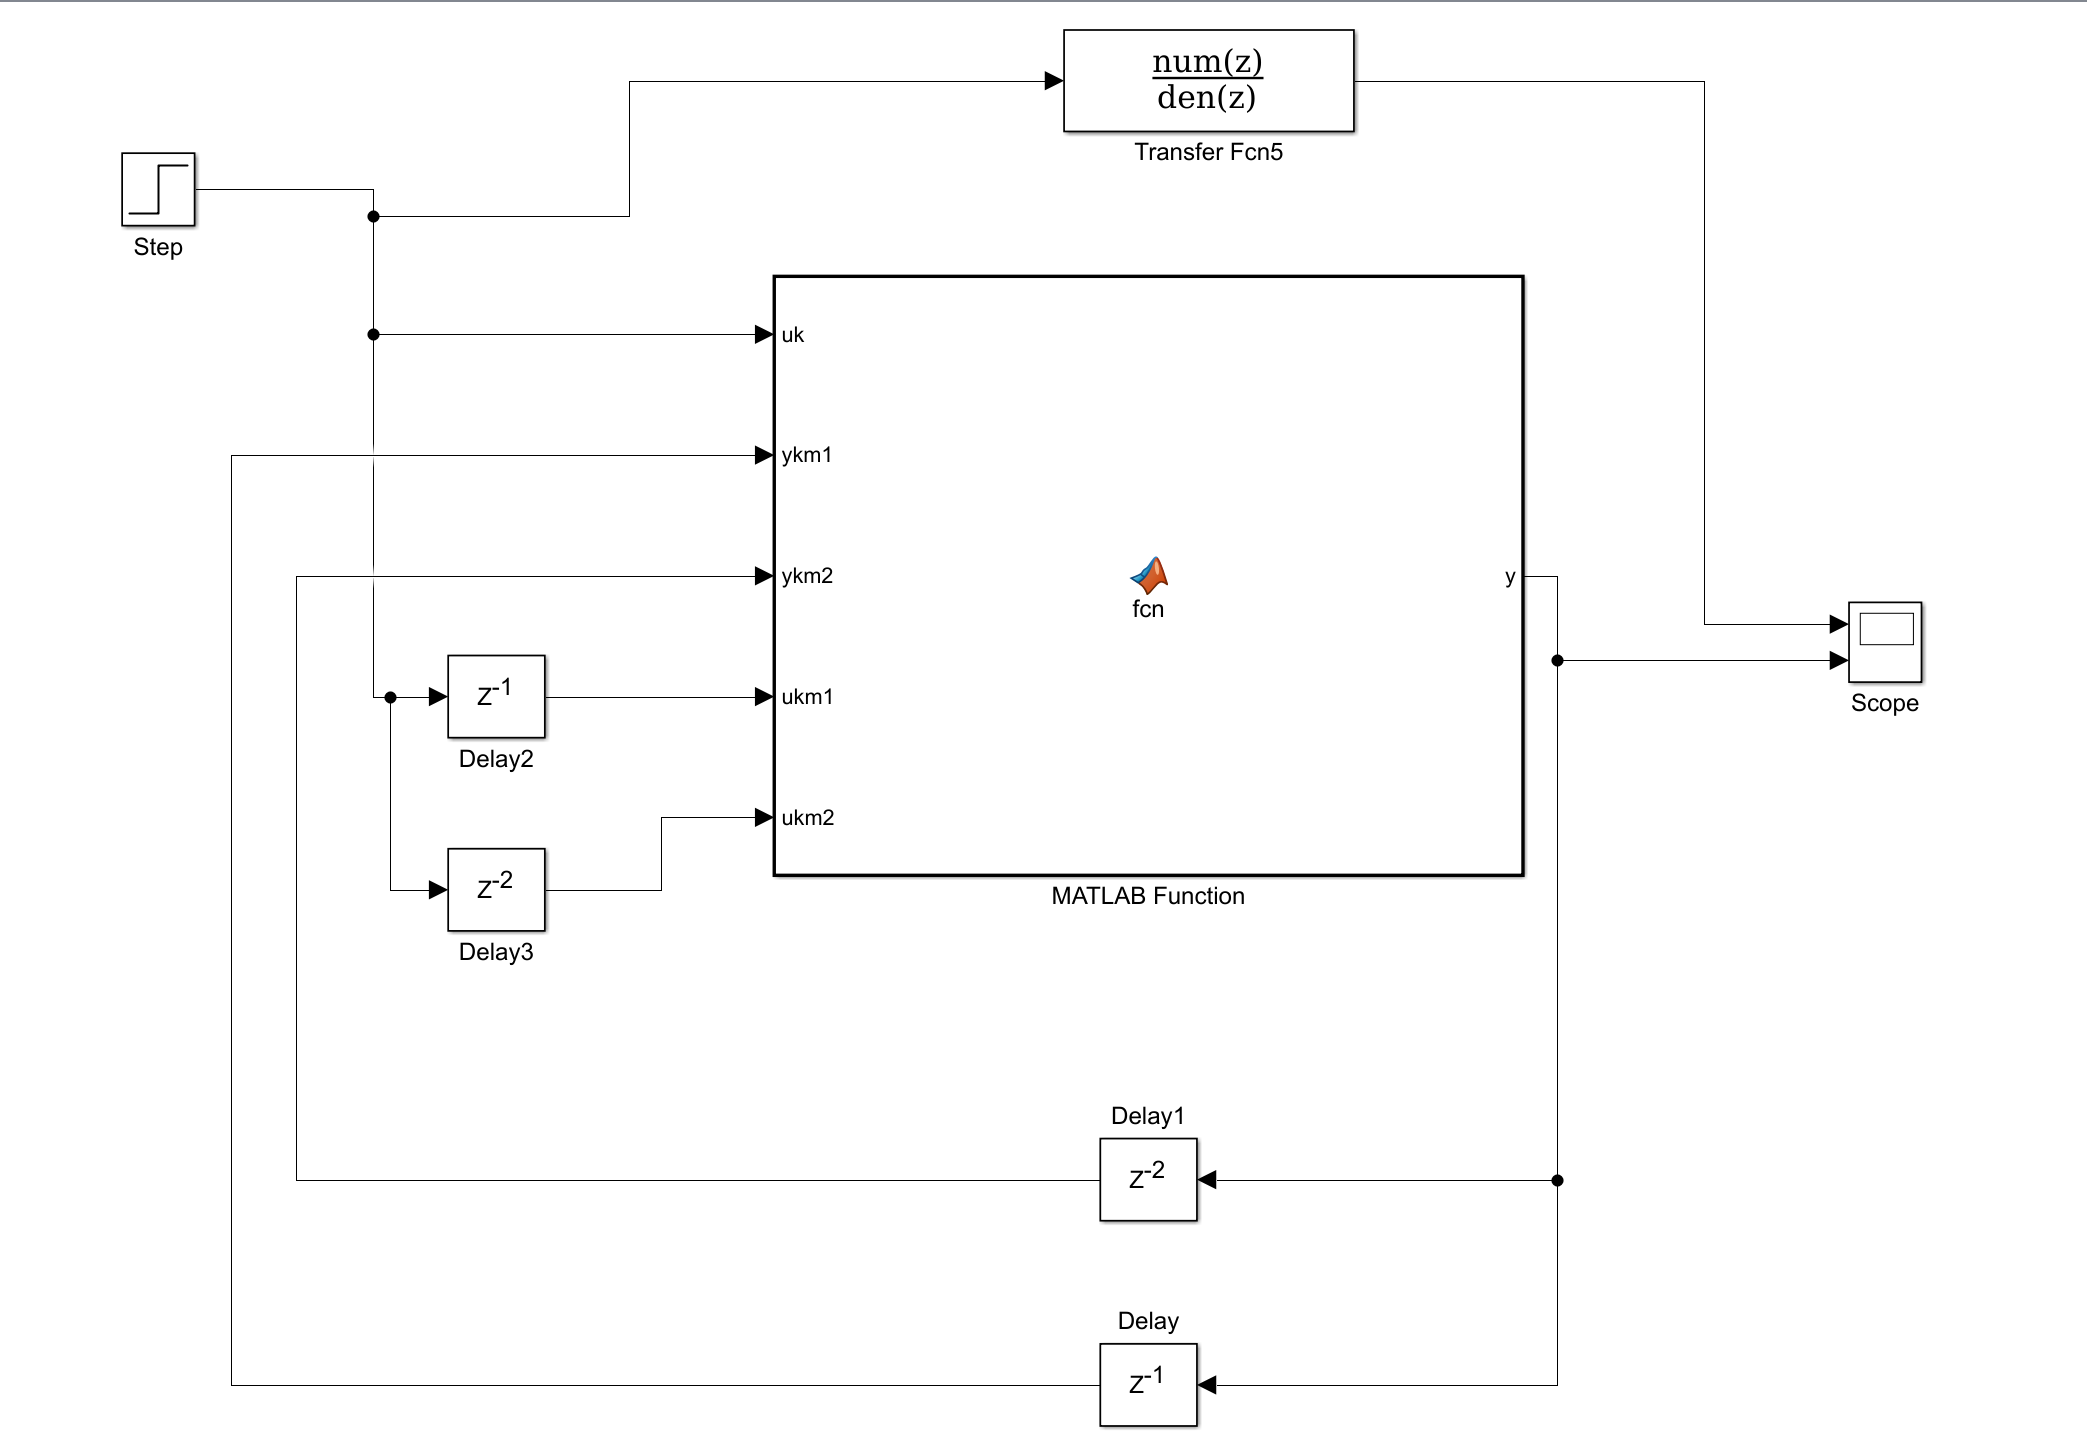 num(z)
den(z)
Transfer Fcn5
Step
uk
ykm1
ykm2
y
fcn
z-1
ukm1
Scope
Delay2
ukm2
z-2
MATLAB Function
Delay3
Delay1
z-2
Delay
z-1